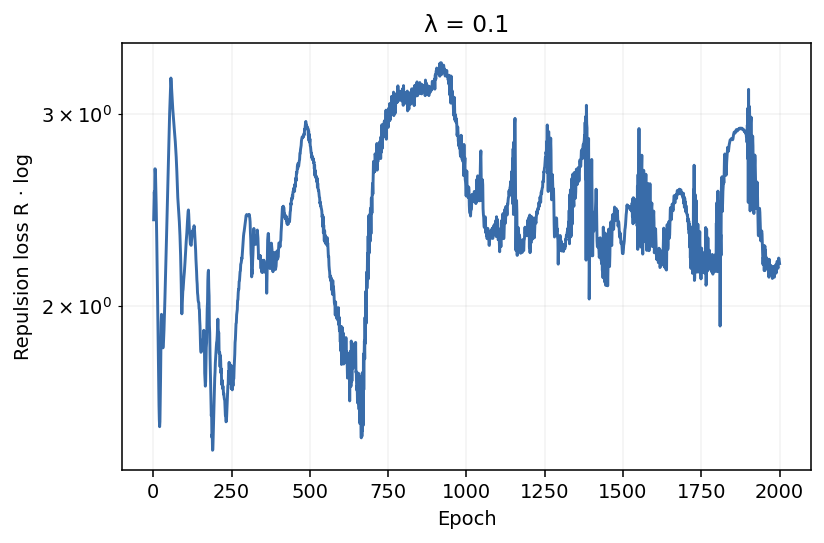 λ = 0.1
Repulsion loss R · log
3 × 10⁰
2 × 10⁰
0 250 500 750 1000 1250 1500 1750 2000
Epoch